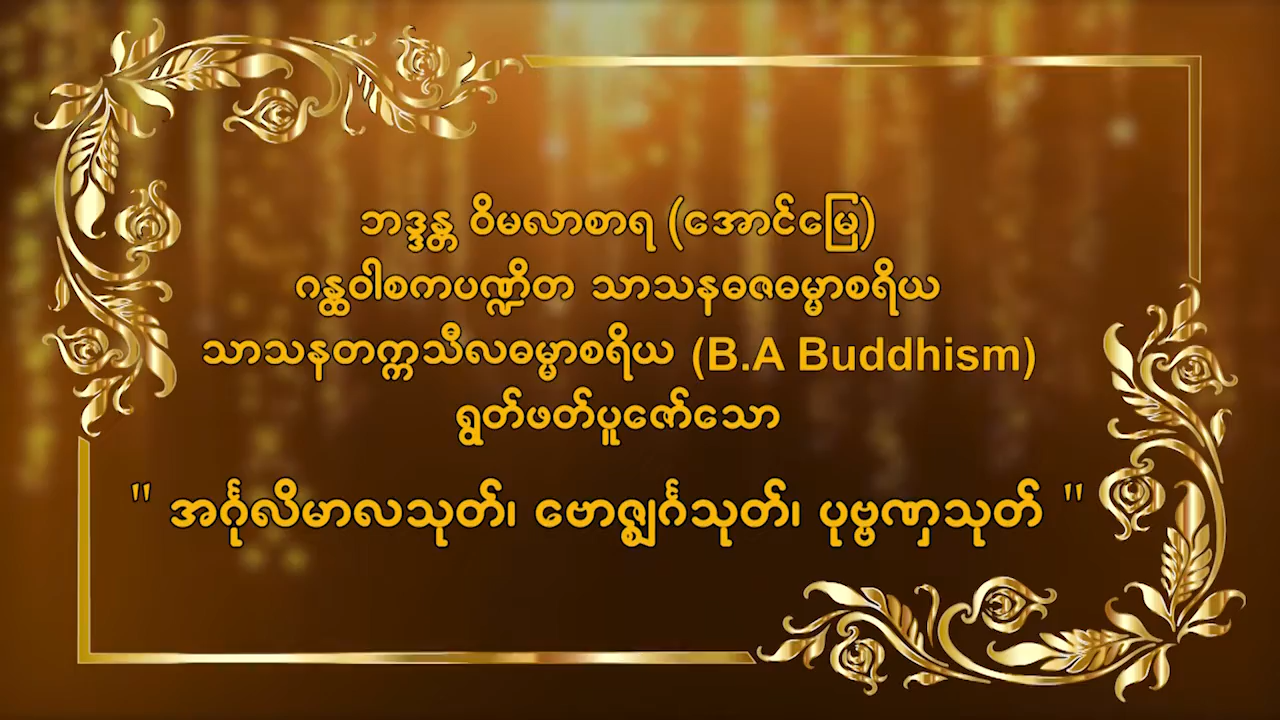 ဘဒ္ဒန္တ ဝိမလာစာရ (အောင်မြေ)
ဂန္ထဝါစကပဏ္ဍိတ သာသနဓဇဓမ္မာစရိယ
သာသနတက္ကသီလဓမ္မာစရိယ (B.A Buddhism)
ရွတ်ဖတ်ပူဇော်သော
" အင်္ဂုလိမာလသုတ်၊ ဗောဇ္ဈင်္ဂသုတ်၊ ပုဗ္ဗဏှသုတ် "